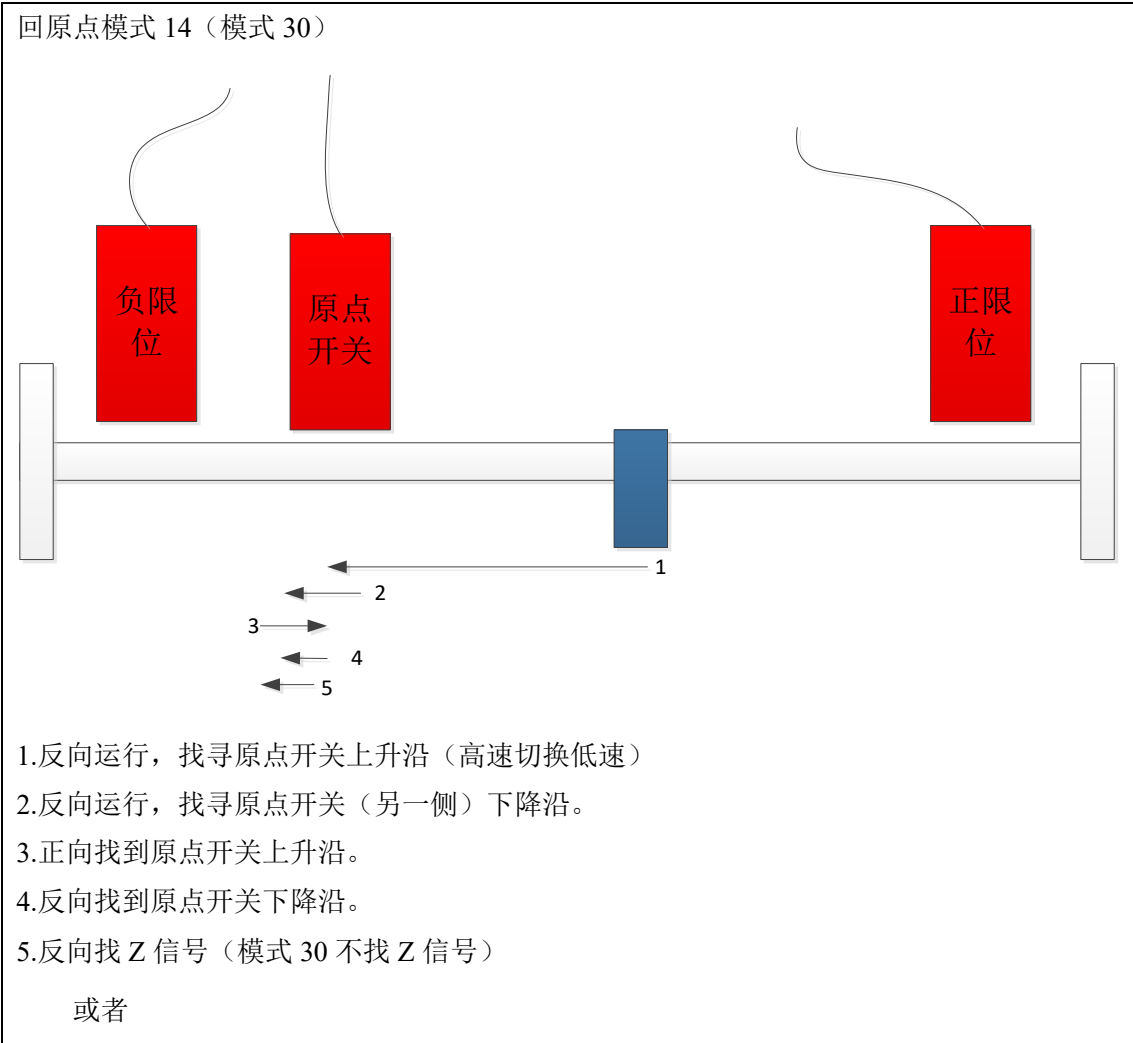 回原点模式 14（模式 30）
负限
位
原点
开关
正限
位
1
2
3
4
5
1.反向运行，找寻原点开关上升沿（高速切换低速）
2.反向运行，找寻原点开关（另一侧）下降沿。
3.正向找到原点开关上升沿。
4.反向找到原点开关下降沿。
5.反向找 Z 信号（模式 30 不找 Z 信号）
或者